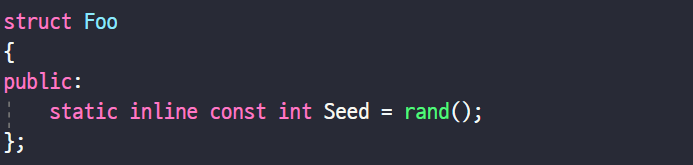 struct Foo
{
public:
    static inline const int Seed = rand();
};